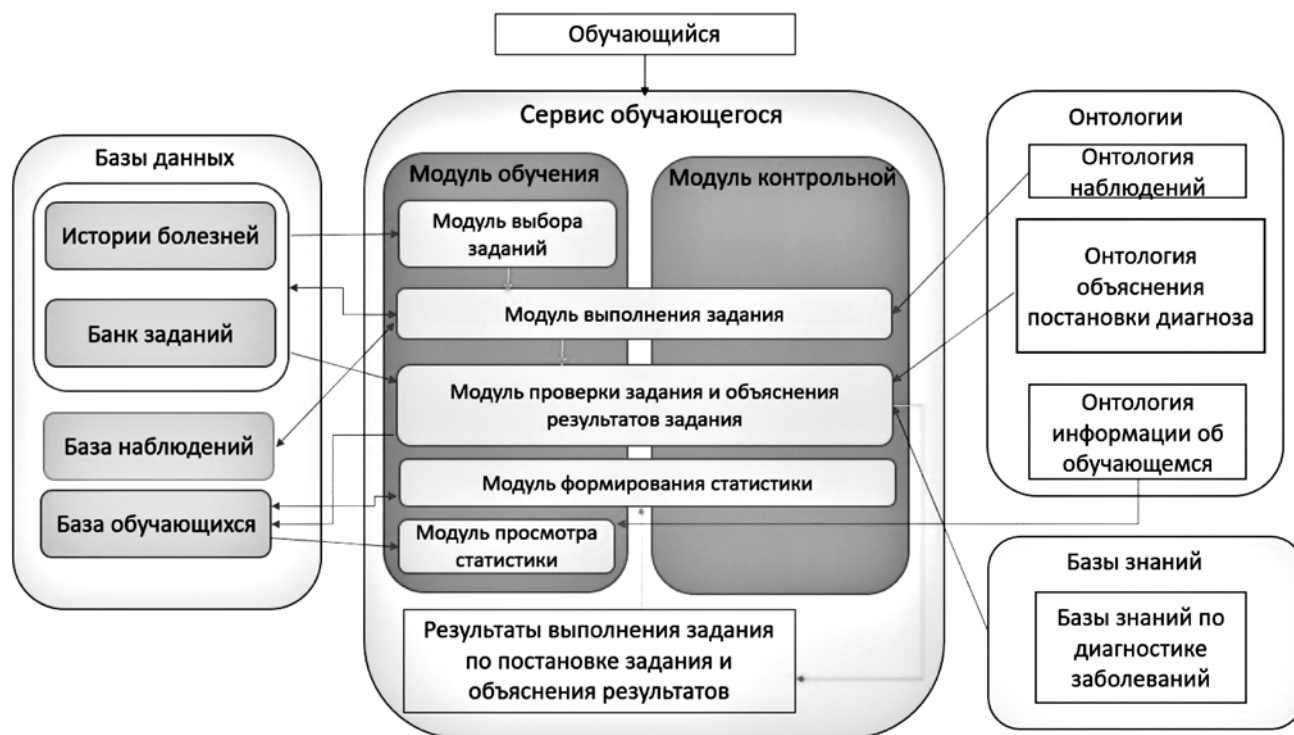 Обучающийся
Сервис обучающегося
Базы данных
Истории болезней
Банк заданий
База наблюдений
База обучающихся
Модуль обучения
Модуль контрольной
Модуль выбора
заданий
Модуль выполнения задания
Модуль проверки задания и объяснения
результатов задания
Модуль формирования статистики
Модуль просмотра
статистики
Результаты выполнения задания
по постановке задания и
объяснения результатов
Онтологии
Онтология
наблюдений
Онтология
объяснения
постановки диагноза
Онтология
информации об
обучающемся
Базы знаний
Базы знаний по
диагностике
заболеваний